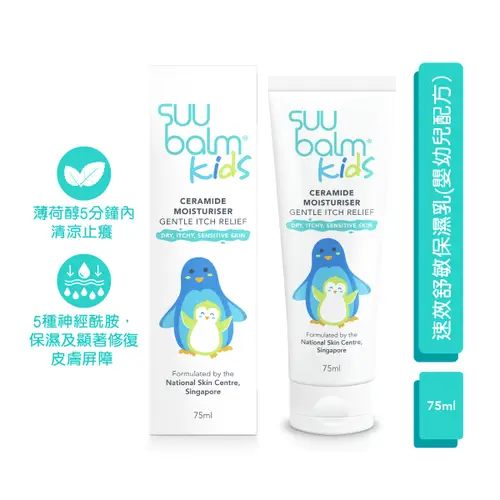 薄荷醇5分鐘內
清涼止癢
5種神經酰胺，
保濕及顯著修復
皮膚屏障
suu
balm®
kids
CERAMIDE
MOISTURISER
GENTLE ITCH RELIEF
DRY, ITCHY, SENSITIVE SKIN
Formulated by the
National Skin Centre,
Singapore
75ml
suu
balm®
kids
CERAMIDE
MOISTURISER
GENTLE ITCH RELIEF
DRY, ITCHY, SENSITIVE SKIN
Formulated by the
National Skin Centre,
Singapore
75ml
速效舒敏保濕乳(嬰幼兒配方)
75ml